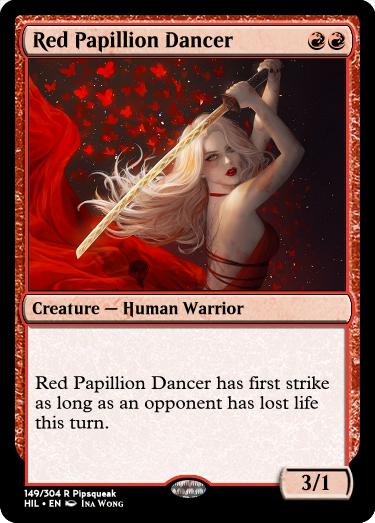 Red Papillion Dancer
Creature — Human Warrior
Red Papillion Dancer has first strike
as long as an opponent has lost life
this turn.
3/1
149/304 R Pipsqueak
HIL • EN Ina Wong